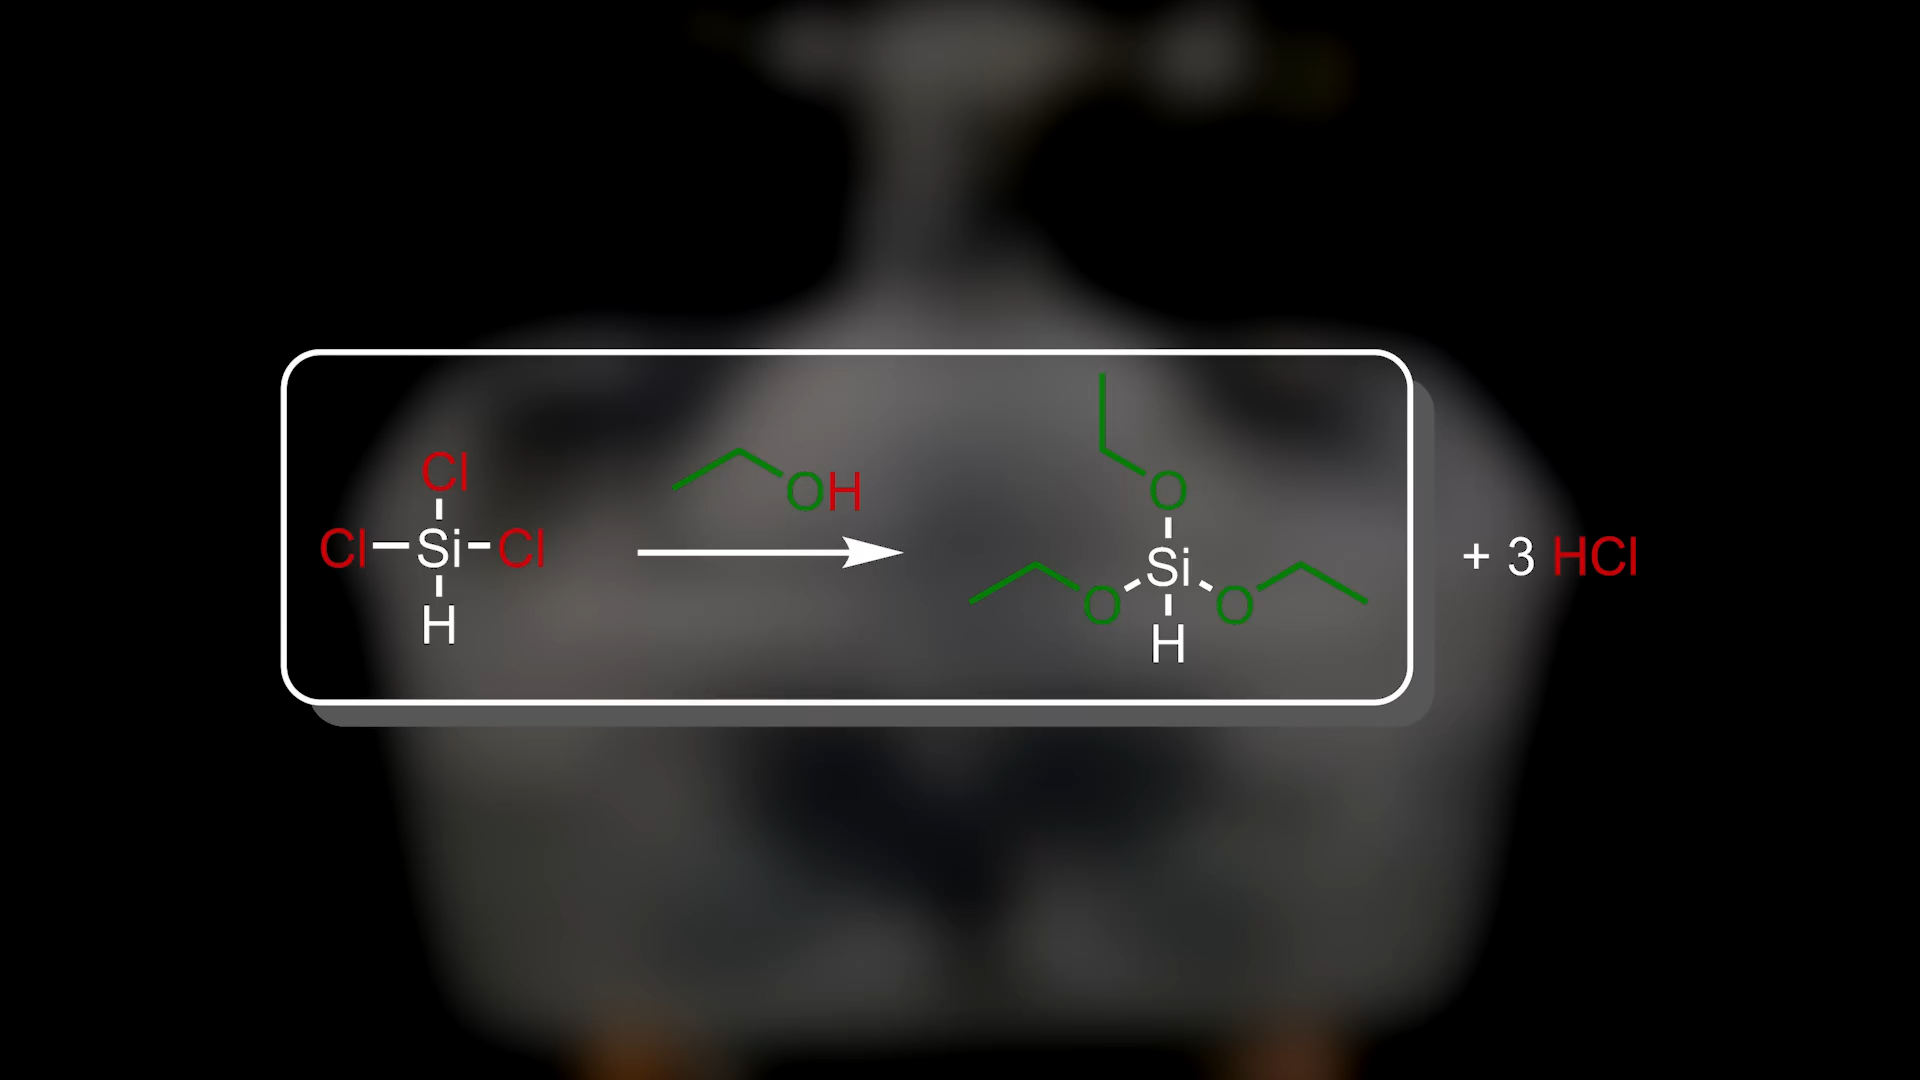 Cl
Cl Si Cl
H
OH
O
Si
O O
H
+ 3 HCl